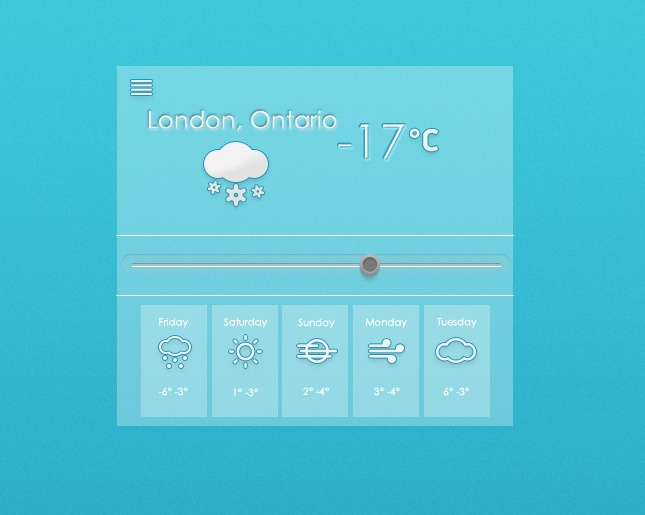 London, Ontario
-17°C
Friday
Saturday
Sunday
Monday
Tuesday
-6° -3°
1° -3°
2° -4°
3° -4°
6° -3°